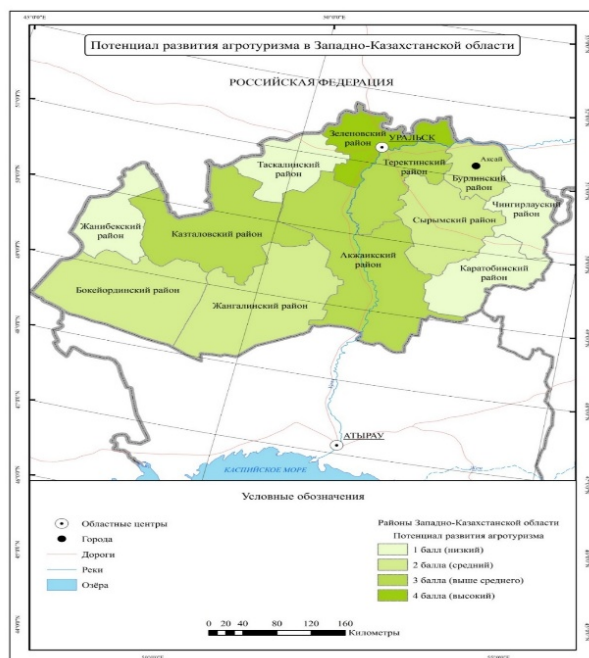 Потенциал развития агротуризма в Западно-Казахстанской области
РОССИЙСКАЯ ФЕДЕРАЦИЯ
Зеленовский
район
УРАЛЬСК
Таскалинский
район
Теректинский
район
Аксай
Бурлинский
район
Чингирлауский
район
Жанибекский
район
Казталовский район
Сырымский район
Акжаикский
район
Каратобинский
район
Бокейординский район
Жангалинский район
АТЫРАУ
КАСПИЙСКОЕ МОРЕ
Условные обозначения
Областные центры
Города
Дороги
Реки
Озёра
Районы Западно-Казахстанской области
Потенциал развития агротуризма
1 балл (низкий)
2 балла (средний)
3 балла (выше среднего)
4 балла (высокий)
0 20 40 80 120 160
Километры